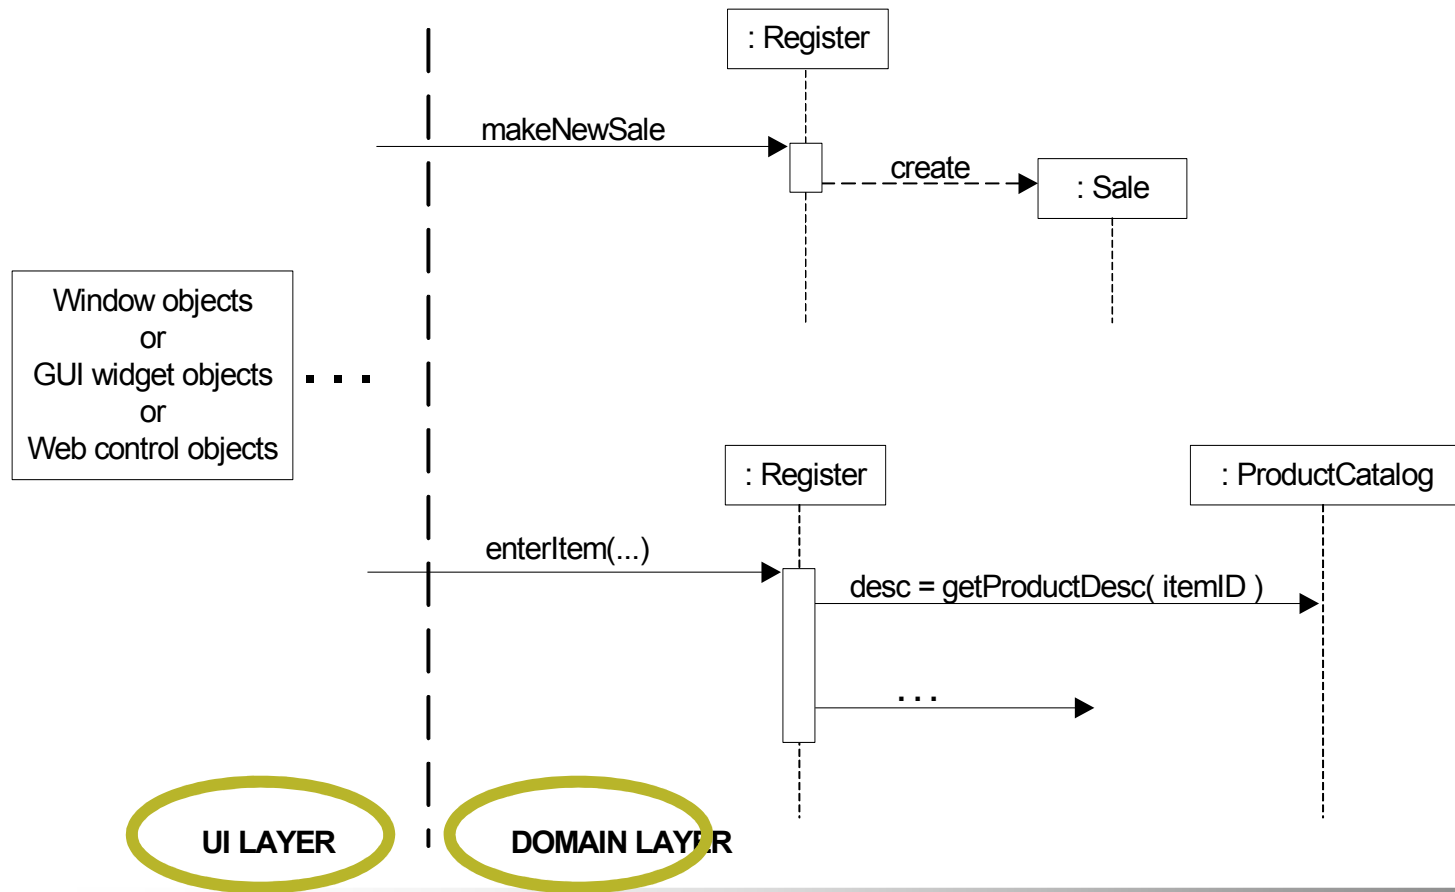 : Register
makeNewSale
create
: Sale
Window objects
or
GUI widget objects
or
Web control objects
. . .
: Register
: ProductCatalog
enterItem(...)
desc = getProductDesc( itemID )
. . .
UI LAYER
DOMAIN LAYER